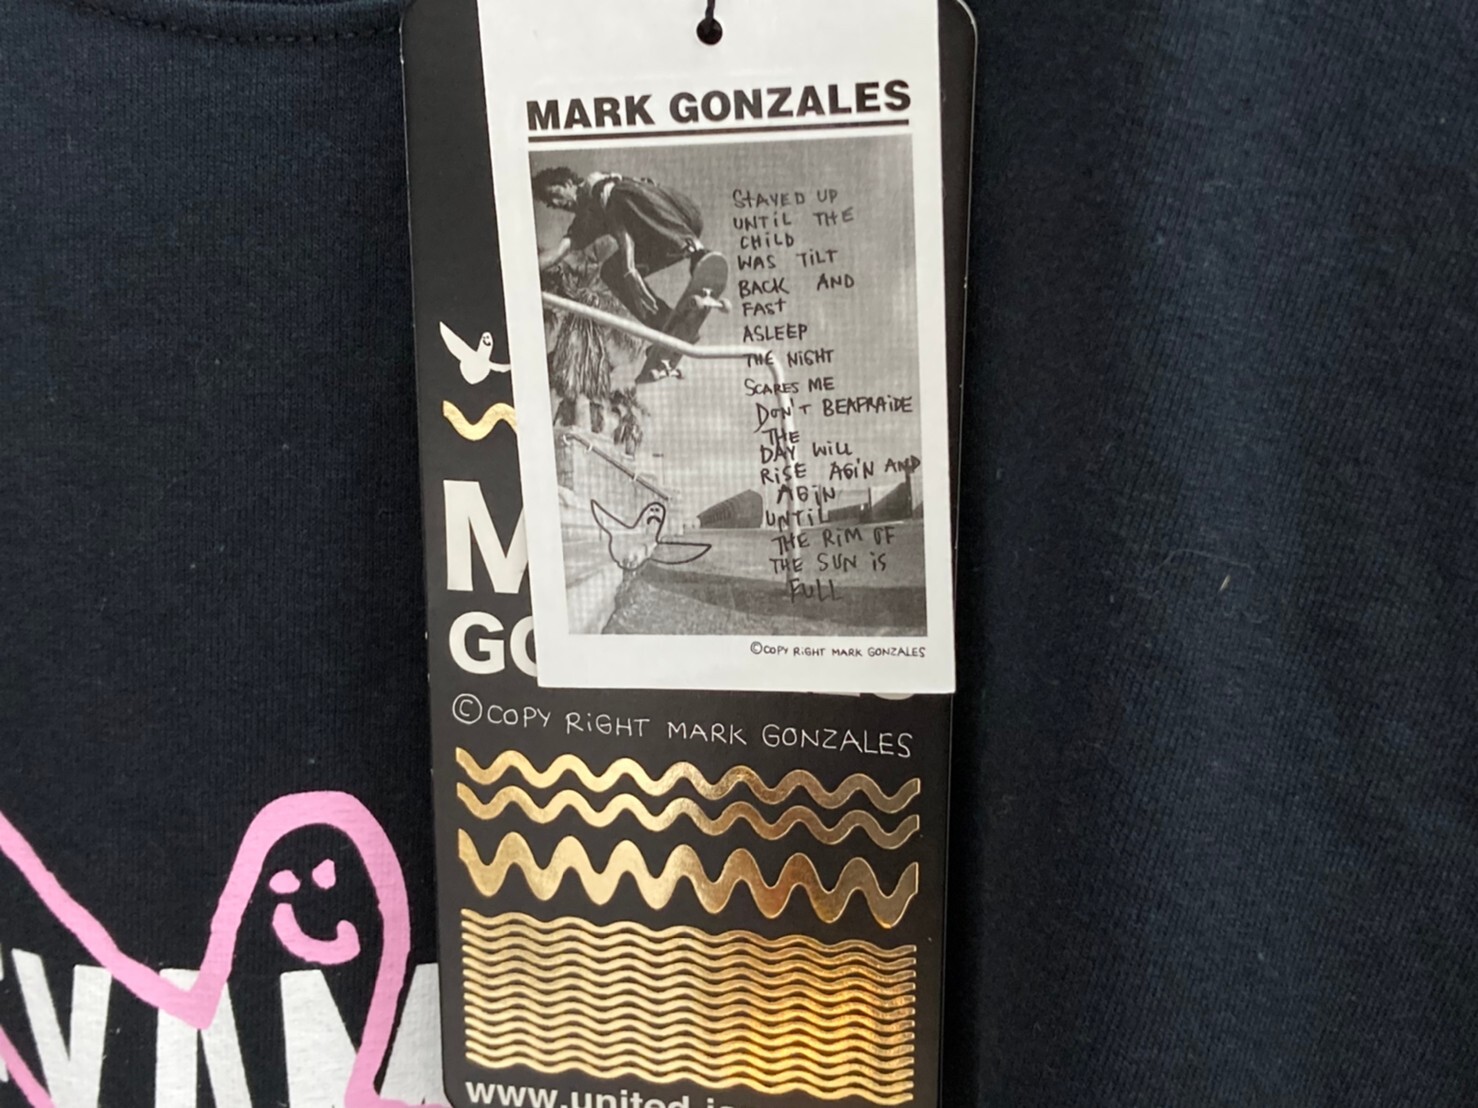 MARK GONZALES
STAYED UP
UNTiL THE
CHiLD
WAS TiLT
BACK AND
FASt
ASLEEP
THE NiGHT
SCARES ME
DON'T BEAFRAIDE
THE
DAY WiLL
RiSE AGiN AND
AGiN
UNTiL
THE RiM OF
THE SUN iS
FULL
©COPY RiGHT MARK GONZALES
M
GO
©COPY RiGHT MARK GONZALES
www.united